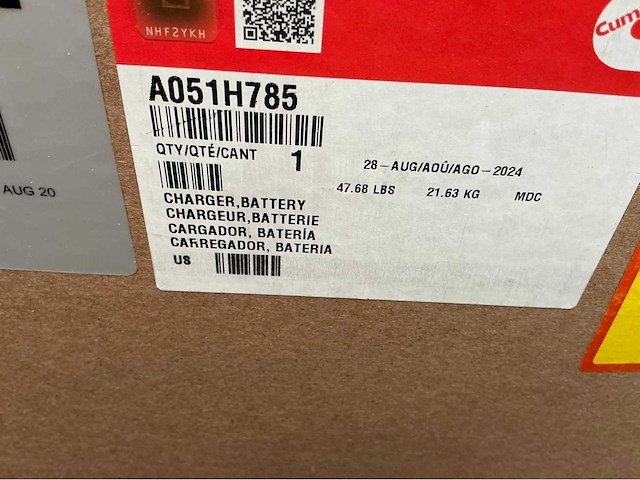 NHF2YKH
A051H785
QTY/QTÉ/CANT 1
28-AUG/AOÛ/AGO-2024
47.68 LBS 21.63 KG MDC
CHARGER,BATTERY
CHARGEUR,BATTERIE
CARGADOR, BATERÍA
CARREGADOR, BATERIA
US
AUG 20
Cum